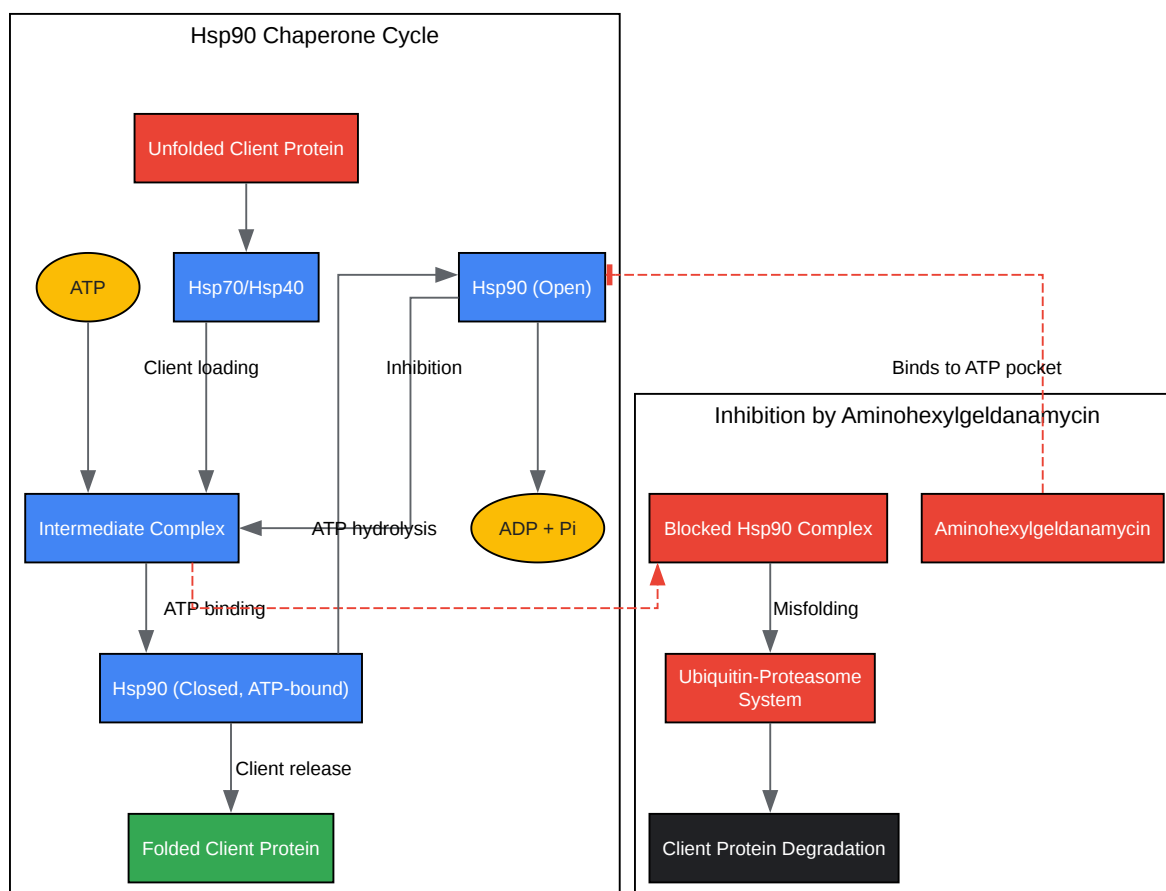 Hsp90 Chaperone Cycle
Unfolded Client Protein
ATP
Hsp70/Hsp40
Hsp90 (Open)
Client loading
Inhibition
Binds to ATP pocket
Inhibition by Aminohexylgeldanamycin
Intermediate Complex
ATP hydrolysis
ADP + Pi
Blocked Hsp90 Complex
Aminohexylgeldanamycin
ATP binding
Misfolding
Hsp90 (Closed, ATP-bound)
Ubiquitin-Proteasome
System
Client release
Folded Client Protein
Client Protein Degradation